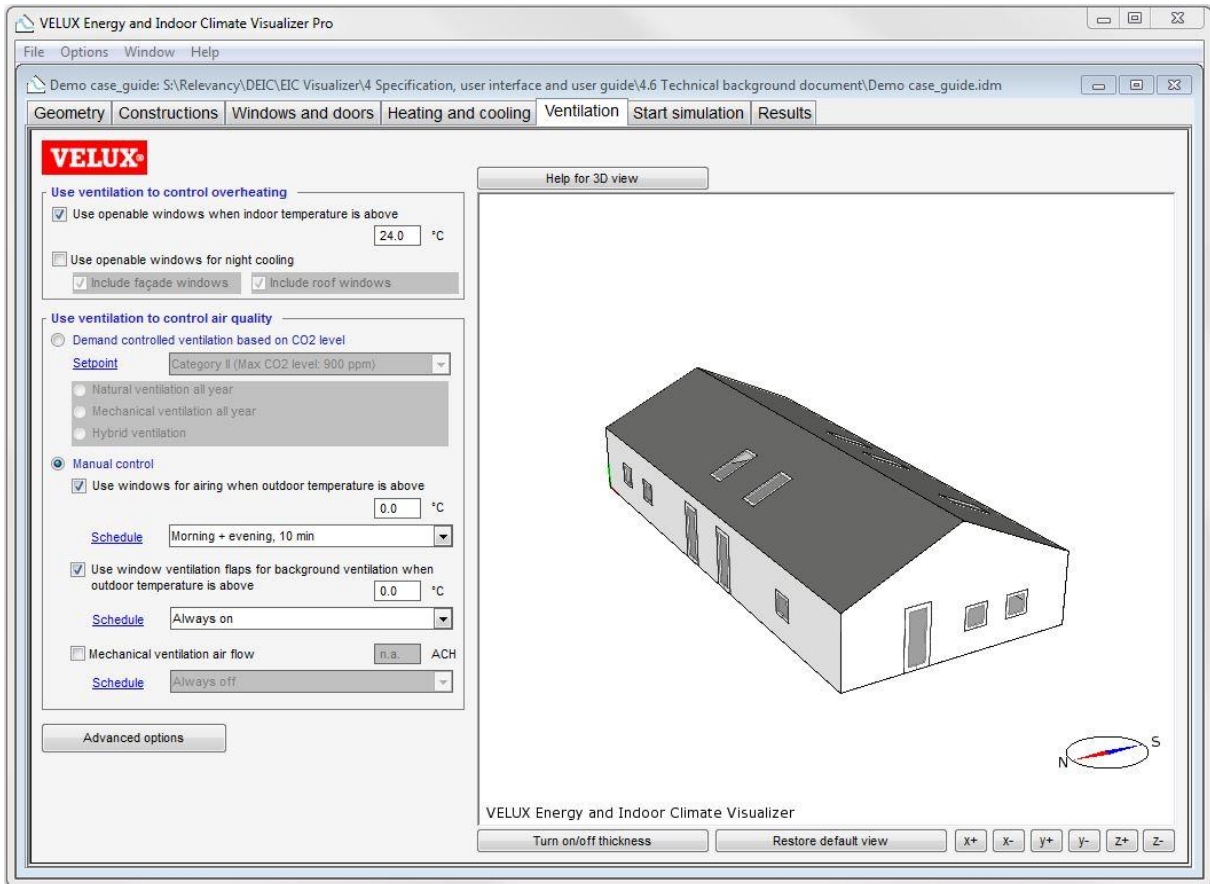 VELUX Energy and Indoor Climate Visualizer Pro
File Options Window Help
Demo case_guide: S:\Relevancy\DEIC\EIC Visualizer\4 Specification, user interface and user guide\4.6 Technical background document\Demo case_guide.idm
Geometry Constructions Windows and doors Heating and cooling Ventilation Start simulation Results
VELUX®
Help for 3D view
Use ventilation to control overheating
Use openable windows when indoor temperature is above
24.0 °C
Use openable windows for night cooling
Include façade windows Include roof windows
Use ventilation to control air quality
Demand controlled ventilation based on CO2 level
Setpoint Category II (Max CO2 level: 900 ppm)
Natural ventilation all year
Mechanical ventilation all year
Hybrid ventilation
Manual control
Use windows for airing when outdoor temperature is above
0.0 °C
Schedule Morning + evening, 10 min
Use window ventilation flaps for background ventilation when
outdoor temperature is above 0.0 °C
Schedule Always on
Mechanical ventilation air flow n.a. ACH
Schedule Always off
Advanced options
N S
VELUX Energy and Indoor Climate Visualizer
Turn on/off thickness Restore default view x+ x- y+ y- z+ z-